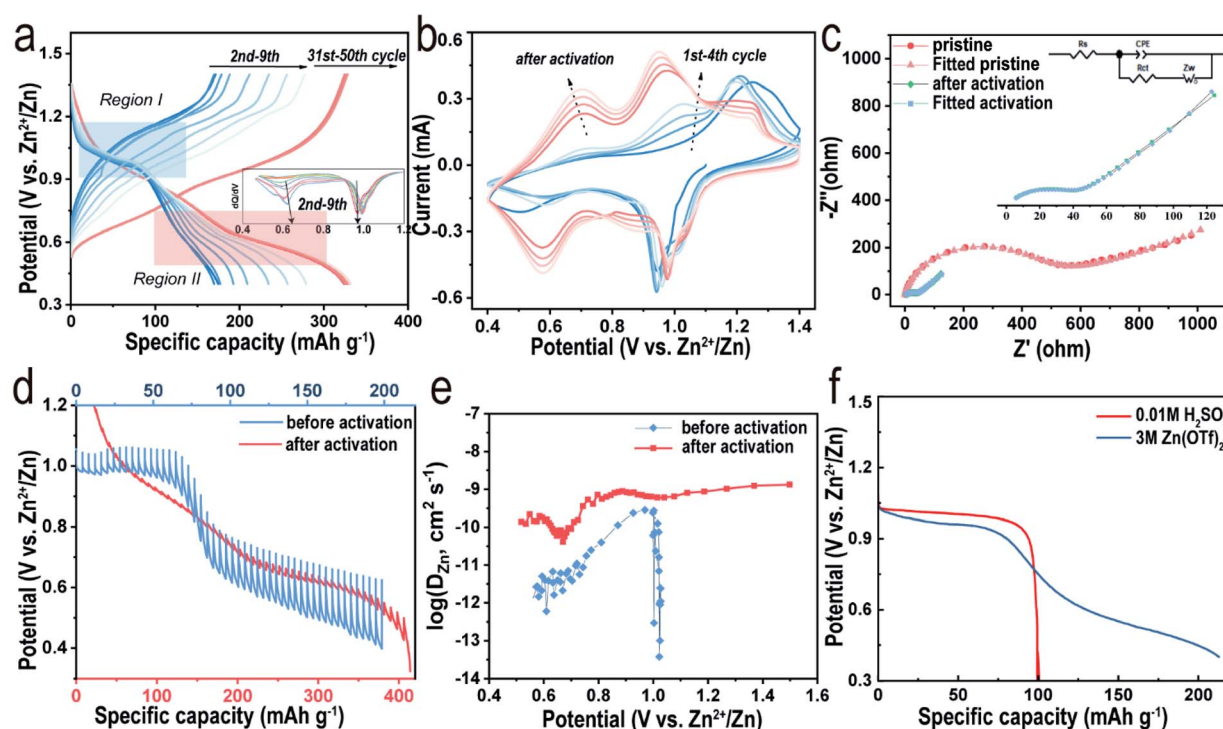 a
Potential (V vs. Zn²⁺/Zn)
1.5
1.2
0.9
0.6
0.3
2nd-9th
31st-50th cycle
Region I
Region II
dQ/dV
2nd-9th
0.4 0.6 0.8 1.0 1.2
0 100 200 300 400
Specific capacity (mAh g⁻¹)
b
Current (mA)
0.6
0.3
0.0
-0.3
-0.6
after activation
1st-4th cycle
0.4 0.6 0.8 1.0 1.2 1.4
Potential (V vs. Zn²⁺/Zn)
c
-Z''(ohm)
1000
800
600
400
200
0
pristine
Fitted pristine
after activation
Fitted activation
Rs
CPE
Rct
Zw
0 20 40 60 80 100 120
0 200 400 600 800 1000
Z' (ohm)
d
0 50 100 150 200
Potential (V vs. Zn²⁺/Zn)
1.2
1.0
0.8
0.6
0.4
before activation
after activation
0 100 200 300 400
Specific capacity (mAh g⁻¹)
e
log(D_Zn, cm² s⁻¹)
-7
-8
-9
-10
-11
-12
-13
-14
before activation
after activation
0.4 0.6 0.8 1.0 1.2 1.4 1.6
Potential (V vs. Zn²⁺/Zn)
f
Potential (V vs. Zn²⁺/Zn)
1.5
1.2
0.9
0.6
0.3
0.01M H₂SO
3M Zn(OTf)₂
0 50 100 150 200
Specific capacity (mAh g⁻¹)